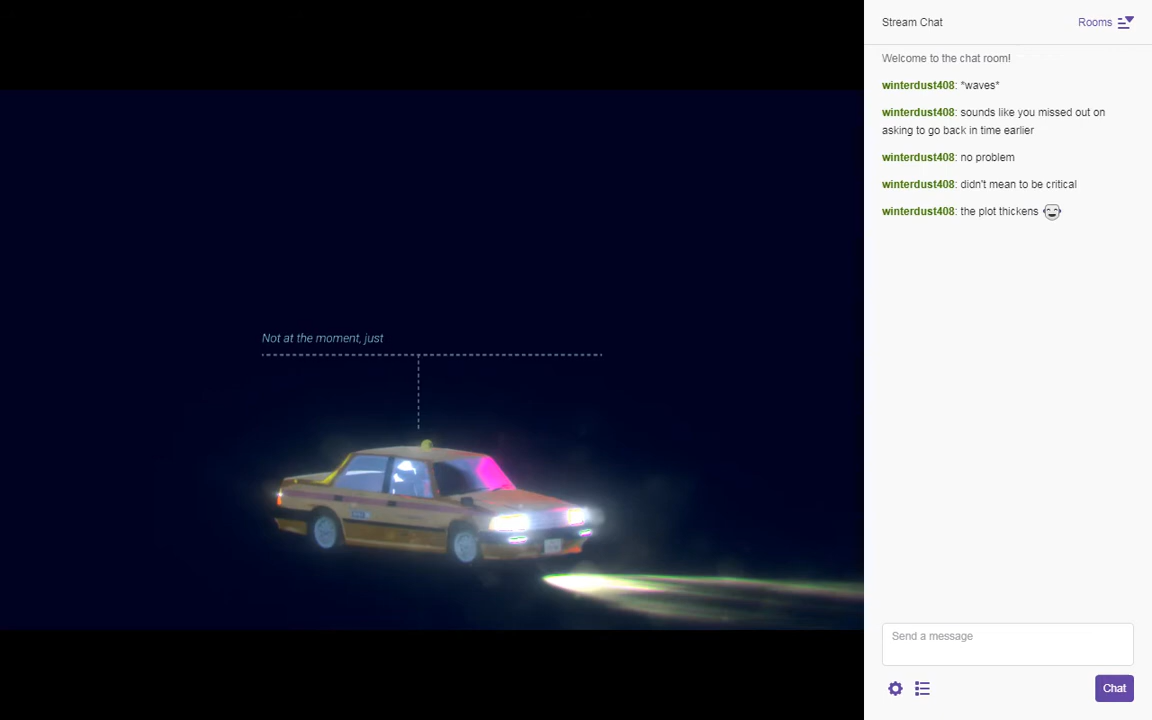 Stream Chat
Rooms
Welcome to the chat room!
winterdust408: *waves*
winterdust408: sounds like you missed out on
asking to go back in time earlier
winterdust408: no problem
winterdust408: didn't mean to be critical
winterdust408: the plot thickens
Not at the moment, just
Send a message
Chat